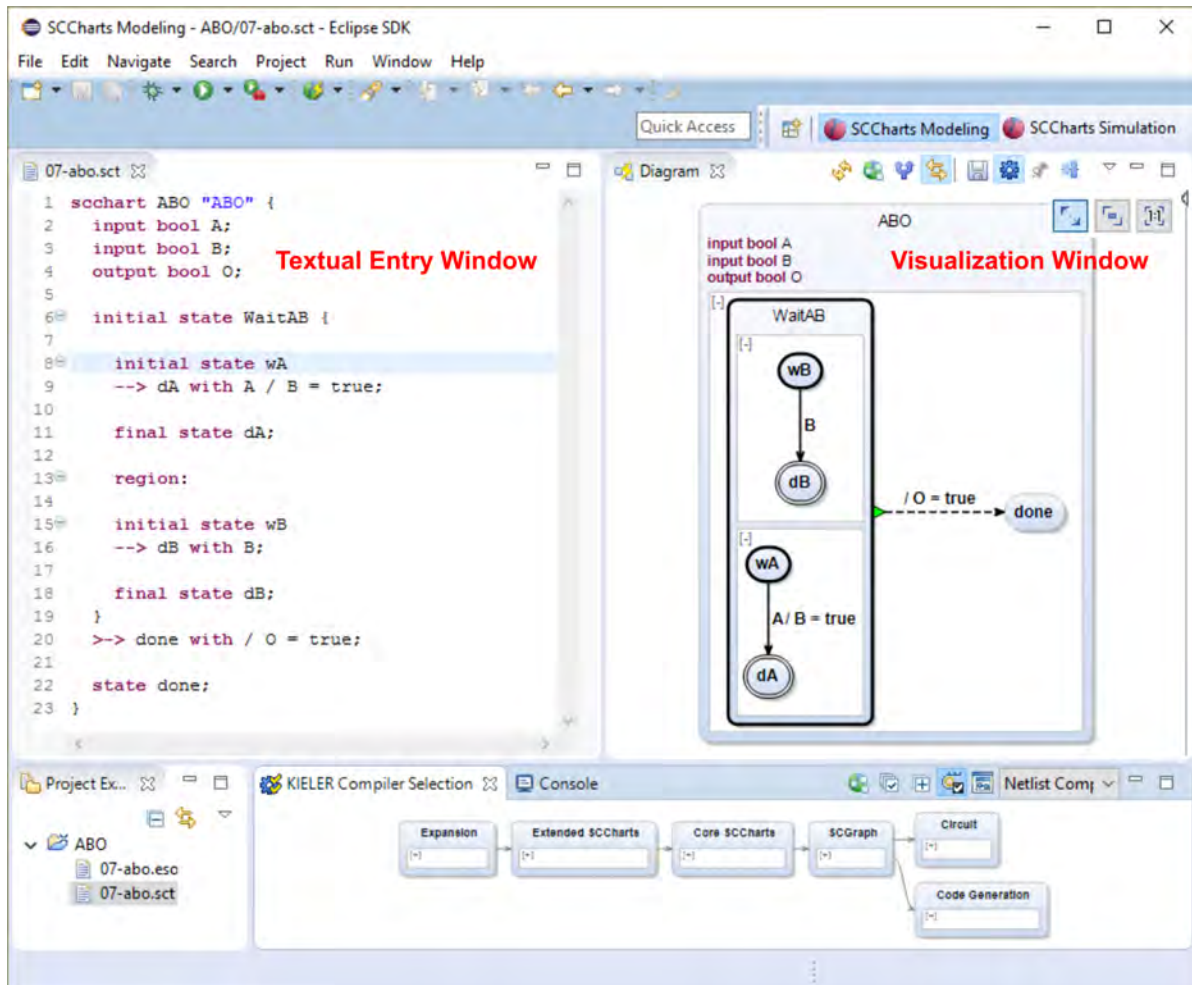 SCCharts Modeling - ABO/07-abo.sct - Eclipse SDK
File Edit Navigate Search Project Run Window Help
Quick Access
SCCharts Modeling
SCCharts Simulation
07-abo.sct
1 scchart ABO "ABO" {
2 input bool A;
3 input bool B;
4 output bool O;
5
6 initial state WaitAB {
7
8 initial state wA
9 --> dA with A / B = true;
10
11 final state dA;
12
13 region:
14
15 initial state wB
16 --> dB with B;
17
18 final state dB;
19 }
20 >-> done with / O = true;
21
22 state done;
23 }
Textual Entry Window
Diagram
ABO
input bool A
input bool B
output bool O
Visualization Window
[-]
WaitAB
[-]
wB
B
dB
/ O = true
done
[-]
wA
A / B = true
dA
Project Ex...
ABO
07-abo.eso
07-abo.sct
KIELER Compiler Selection
Console
Netlist Comp
Expansion
[+]
Extended SCCharts
[+]
Core SCCharts
[+]
SCGraph
[+]
Circuit
[+]
Code Generation
[+]